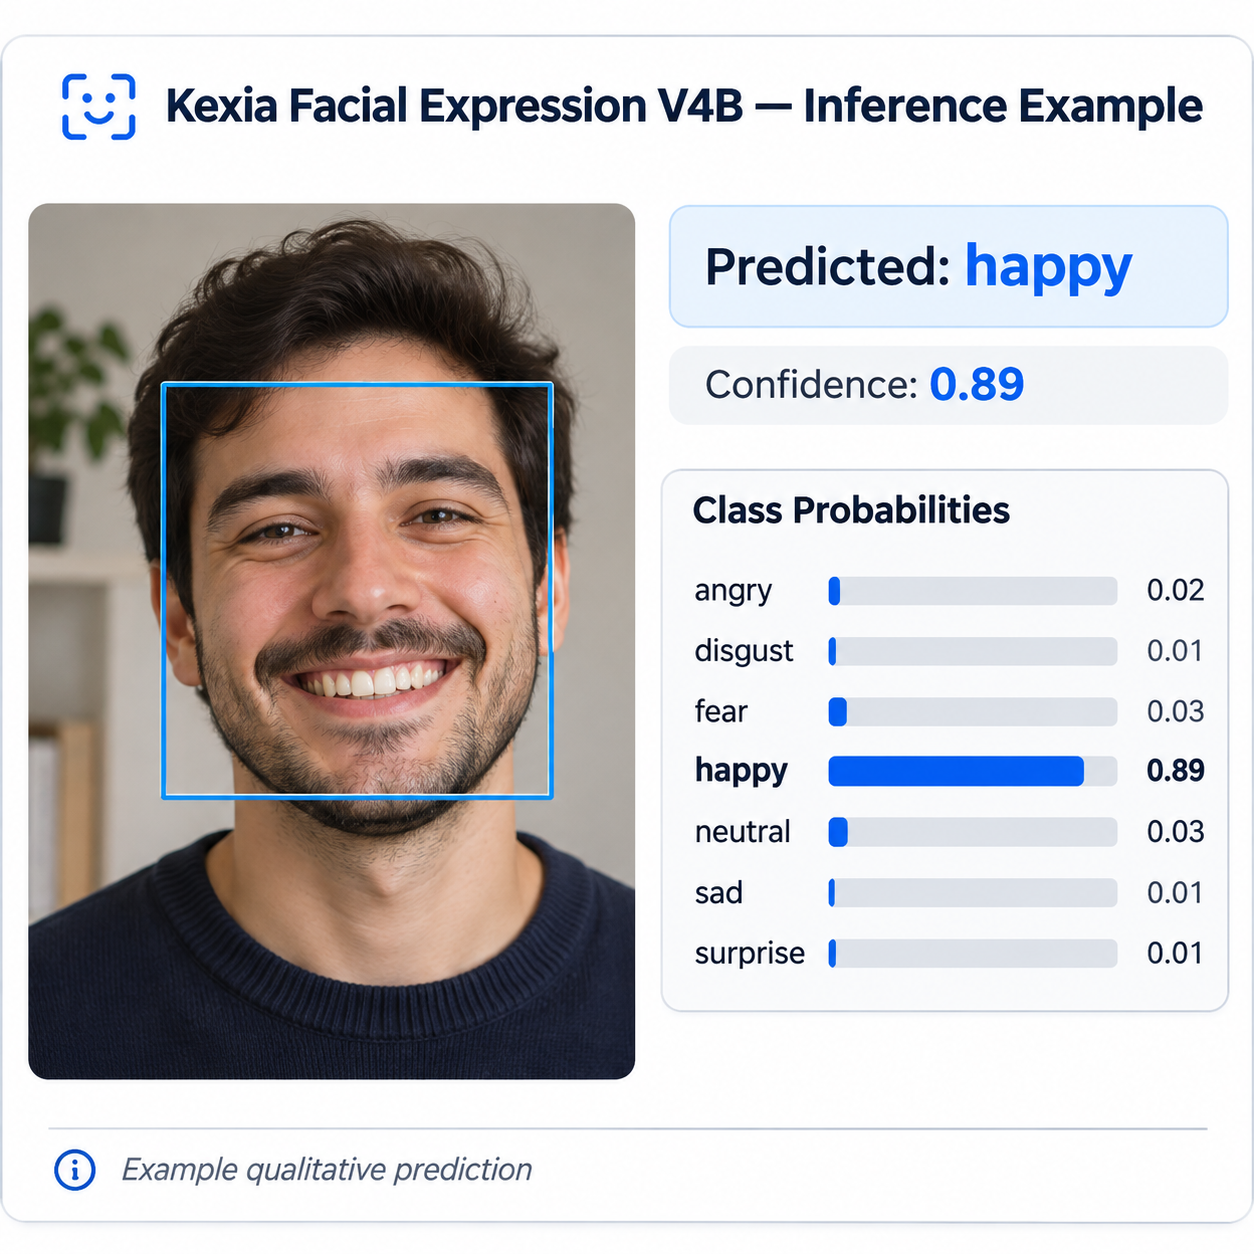 Kexia Facial Expression V4B — Inference Example
Predicted: happy
Confidence: 0.89
Class Probabilities
angry 0.02
disgust 0.01
fear 0.03
happy 0.89
neutral 0.03
sad 0.01
surprise 0.01
Example qualitative prediction